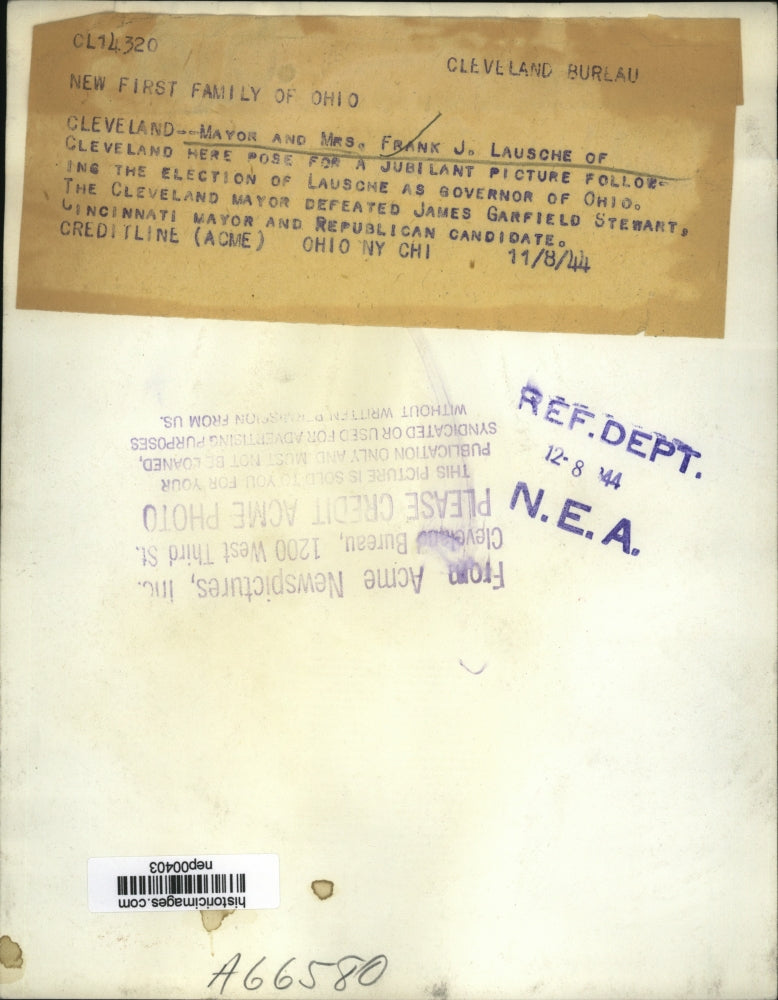 CL14320
CLEVELAND BUREAU
NEW FIRST FAMILY OF OHIO
CLEVELAND--MAYOR AND MRS. FRANK J. LAUSCHE OF
CLEVELAND HERE POSE FOR A JUBILANT PICTURE FOLLOW-
ING THE ELECTION OF LAUSCHE AS GOVERNOR OF OHIO.
THE CLEVELAND MAYOR DEFEATED JAMES GARFIELD STEWART,
CINCINNATI MAYOR AND REPUBLICAN CANDIDATE.
CREDITLINE (ACME) OHIO NY CHI 11/8/44
REF. DEPT.
12-8 '44
N.E.A.
From Acme Newspictures, Inc.
Cleveland Bureau, 1200 West Third St.
PLEASE CREDIT ACME PHOTO
THIS PICTURE IS SOLD TO YOU FOR YOUR
PUBLICATION ONLY AND MUST NOT BE LOANED,
SYNDICATED OR USED FOR ADVERTISING PURPOSES
WITHOUT WRITTEN PERMISSION FROM US.
historicimages.com
nep00403
A66580